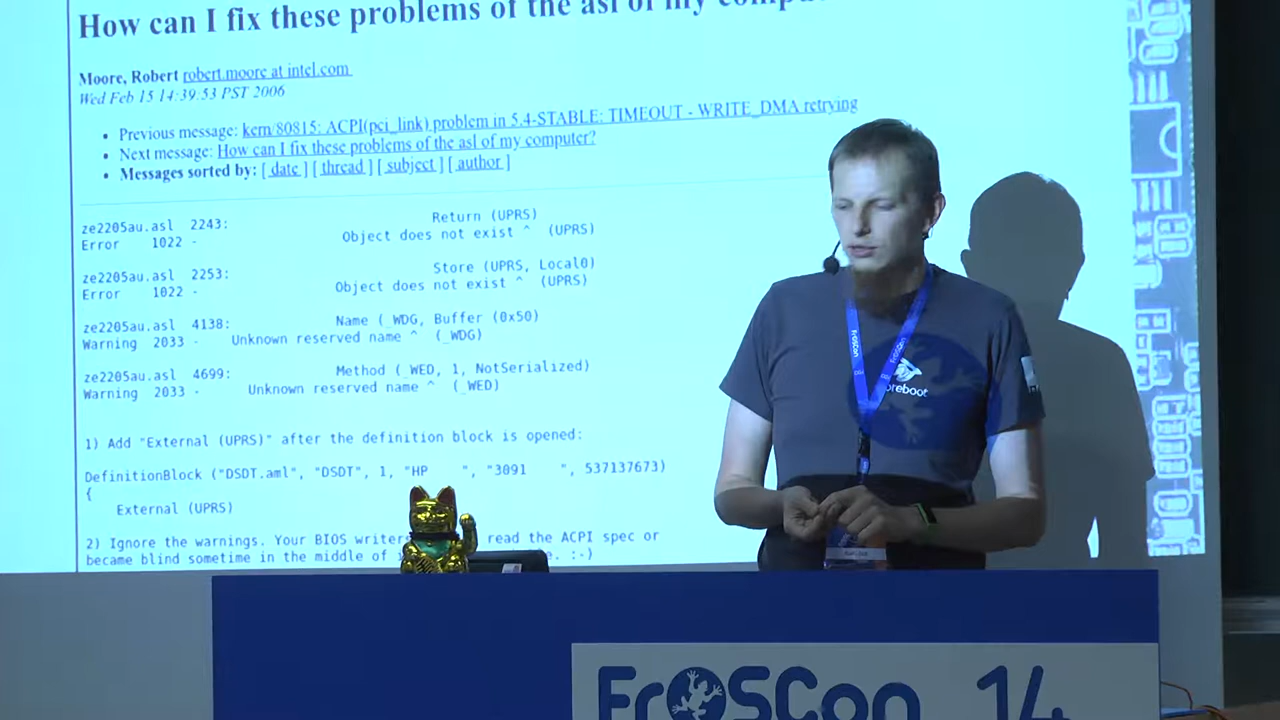 How can I fix these problems of the asl of my
Moore, Robert robert.moore at intel.com
Wed Feb 15 14:39:53 PST 2006
• Previous message: kern/80815: ACPI(pci_link) problem in 5.4-STABLE: TIMEOUT - WRITE_DMA retrying
• Next message: How can I fix these problems of the asl of my computer?
• Messages sorted by: [ date ] [ thread ] [ subject ] [ author ]
ze2205au.asl 2243: Return (UPRS)
Error 1022 - Object does not exist ^ (UPRS)
ze2205au.asl 2253: Store (UPRS, Local0)
Error 1022 - Object does not exist ^ (UPRS)
ze2205au.asl 4138: Name (_WDG, Buffer (0x50)
Warning 2033 - Unknown reserved name ^ (_WDG)
ze2205au.asl 4699: Method (_WED, 1, NotSerialized)
Warning 2033 - Unknown reserved name ^ (_WED)
1) Add "External (UPRS)" after the definition block is opened:
DefinitionBlock ("DSDT.aml", "DSDT", 1, "HP    ", "3091    ", 537137673)
{
External (UPRS)
2) Ignore the warnings. Your BIOS writers read the ACPI spec or
became blind sometime in the middle of :-)
FrOSCon
FrOSCon
oreboot
FrOSCon 14